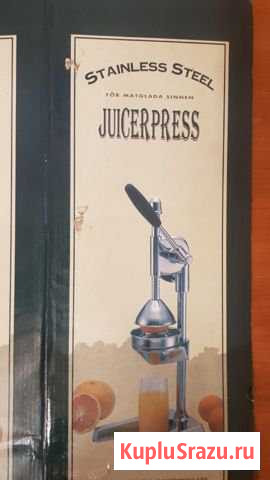 STAINLESS STEEL
FÖR MATGLADA SINNEN
JUICERPRESS
KupluSrazu.ru